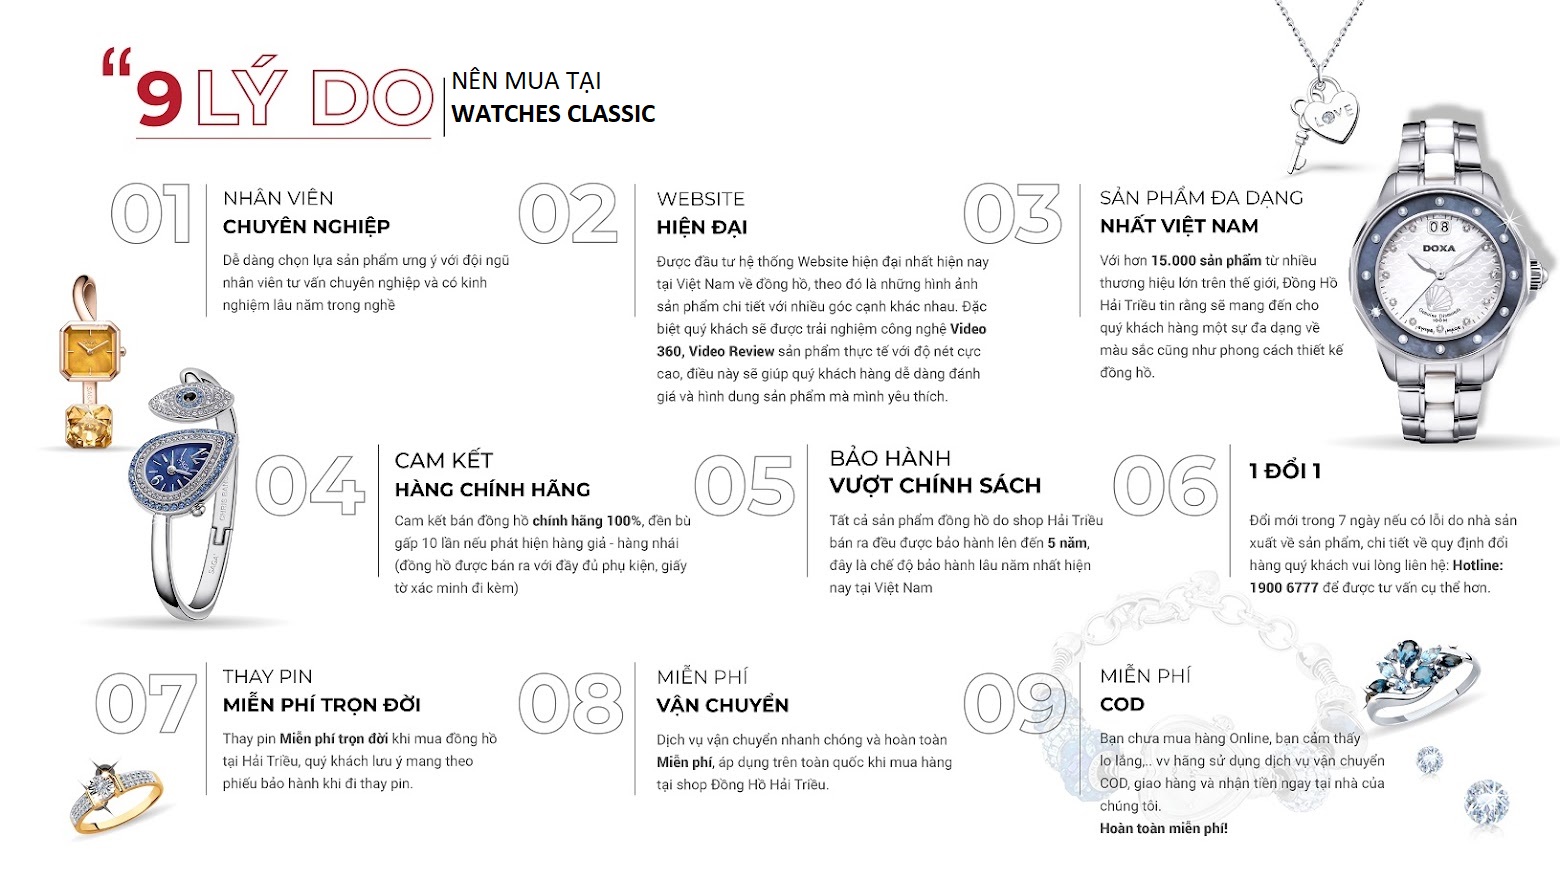 “9 LÝ DO
NÊN MUA TẠI
WATCHES CLASSIC
01
NHÂN VIÊN
CHUYÊN NGHIỆP
Dễ dàng chọn lựa sản phẩm ưng ý với đội ngũ
nhân viên tư vấn chuyên nghiệp và có kinh
nghiệm lâu năm trong nghề
02
WEBSITE
HIỆN ĐẠI
Được đầu tư hệ thống Website hiện đại nhất hiện nay
tại Việt Nam về đồng hồ, theo đó là những hình ảnh
sản phẩm chi tiết với nhiều góc cạnh khác nhau. Đặc
biệt quý khách sẽ được trải nghiệm công nghệ Video
360, Video Review sản phẩm thực tế với độ nét cực
cao, điều này sẽ giúp quý khách hàng dễ dàng đánh
giá và hình dung sản phẩm mà mình yêu thích.
03
SẢN PHẨM ĐA DẠNG
NHẤT VIỆT NAM
Với hơn 15.000 sản phẩm từ nhiều
thương hiệu lớn trên thế giới, Đồng Hồ
Hải Triều tin rằng sẽ mang đến cho
quý khách hàng một sự đa dạng về
màu sắc cũng như phong cách thiết kế
đồng hồ.
LOVE
08
DOXA
04
CAM KẾT
HÀNG CHÍNH HÃNG
Cam kết bán đồng hồ chính hãng 100%, đền bù
gấp 10 lần nếu phát hiện hàng giả - hàng nhái
(đồng hồ được bán ra với đầy đủ phụ kiện, giấy
tờ xác minh đi kèm)
05
BẢO HÀNH
VƯỢT CHÍNH SÁCH
Tất cả sản phẩm đồng hồ do shop Hải Triều
bán ra đều được bảo hành lên đến 5 năm,
đây là chế độ bảo hành lâu năm nhất hiện
nay tại Việt Nam
06
1 ĐỔI 1
Đổi mới trong 7 ngày nếu có lỗi do nhà sản
xuất về sản phẩm, chi tiết về quy định đổi
hàng quý khách vui lòng liên hệ: Hotline:
1900 6777 để được tư vấn cụ thể hơn.
07
THAY PIN
MIỄN PHÍ TRỌN ĐỜI
Thay pin Miễn phí trọn đời khi mua đồng hồ
tại Hải Triều, quý khách lưu ý mang theo
phiếu bảo hành khi đi thay pin.
08
MIỄN PHÍ
VẬN CHUYỂN
Dịch vụ vận chuyển nhanh chóng và hoàn toàn
Miễn phí, áp dụng trên toàn quốc khi mua hàng
tại shop Đồng Hồ Hải Triều.
09
MIỄN PHÍ
COD
Bạn chưa mua hàng Online, bạn cảm thấy
lo lắng,.. vv hãng sử dụng dịch vụ vận chuyển
COD, giao hàng và nhận tiền ngay tại nhà của
chúng tôi.
Hoàn toàn miễn phí!